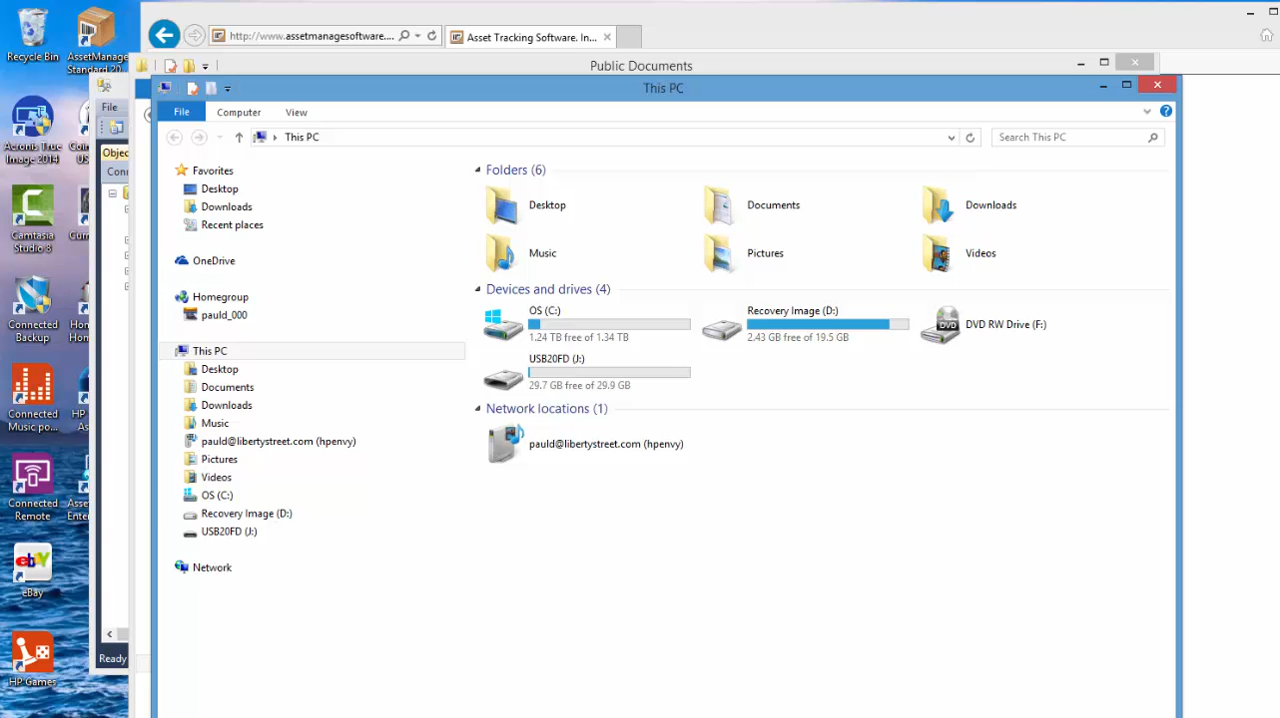 Recycle Bin
AssetManage
Standard 20..
Acronis True
Image 2014
Camtasia
Studio 8
Connected
Backup
Connected
Music po...
Connected
Remote
eBay
HP Games
http://www.assetmanagesoftware....
Asset Tracking Software. In...
Public Documents
File
Objec
Ready
This PC
File
Computer
View
This PC
Search This PC
Favorites
Desktop
Downloads
Recent places
OneDrive
Homegroup
pauld_000
This PC
Desktop
Documents
Downloads
Music
pauld@libertystreet.com (hpenvy)
Pictures
Videos
OS (C:)
Recovery Image (D:)
USB20FD (J:)
Network
Folders (6)
Desktop
Documents
Downloads
Music
Pictures
Videos
Devices and drives (4)
OS (C:)
1.24 TB free of 1.34 TB
Recovery Image (D:)
2.43 GB free of 19.5 GB
DVD
DVD RW Drive (F:)
USB20FD (J:)
29.7 GB free of 29.9 GB
Network locations (1)
pauld@libertystreet.com (hpenvy)